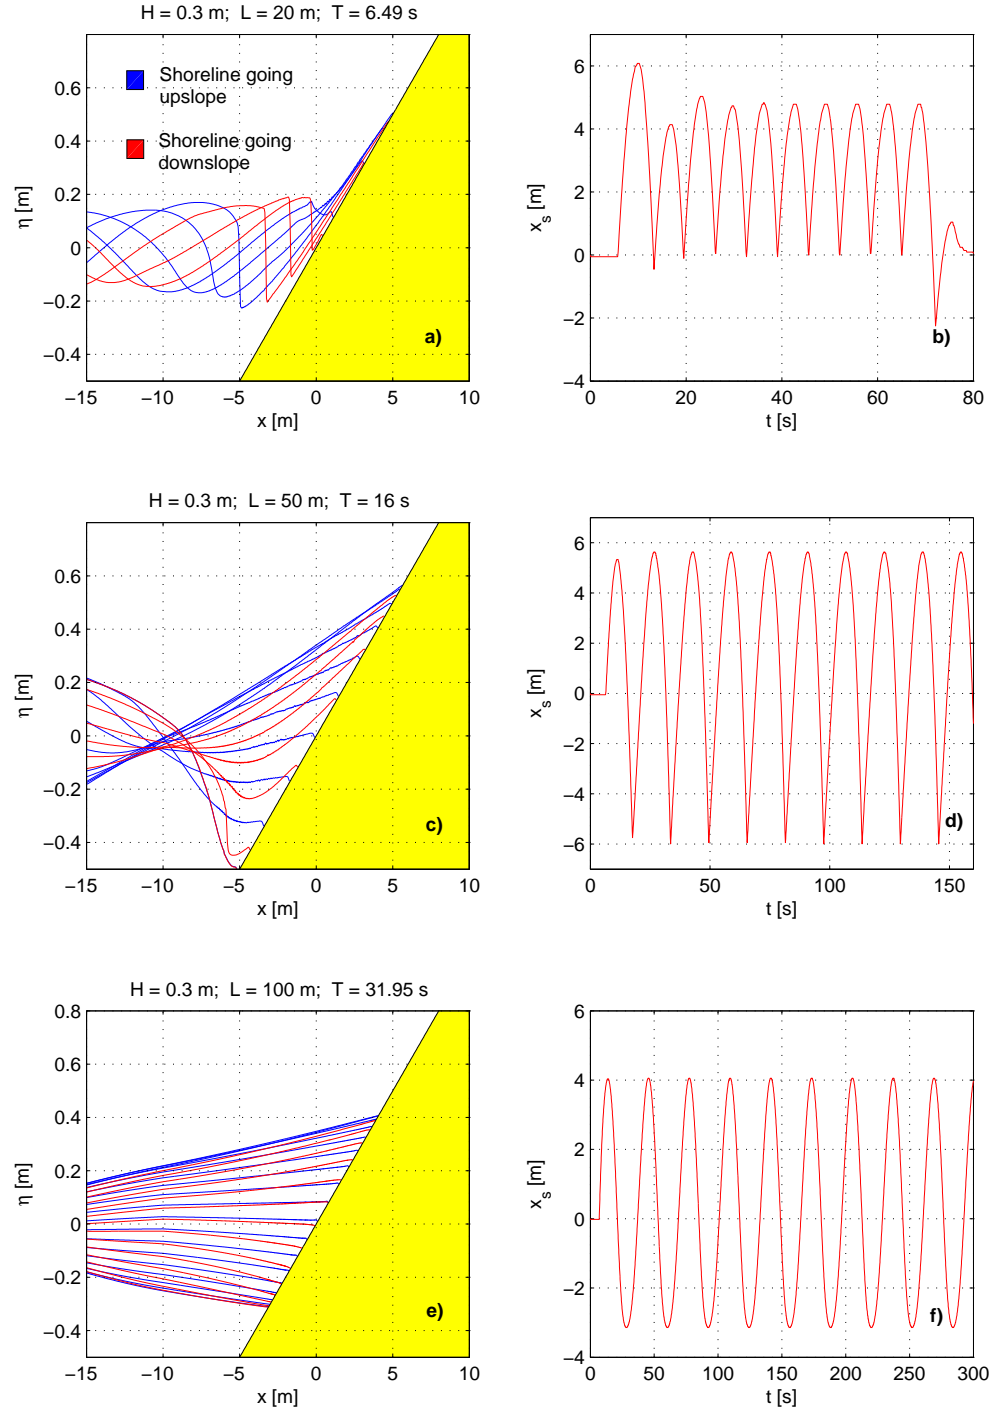 H = 0.3 m; L = 20 m; T = 6.49 s
Shoreline going
upslope
Shoreline going
downslope
η [m]
0.6
0.4
0.2
0
−0.2
−0.4
−15
−10
−5
0
5
10
x [m]
a)
x_s [m]
6
4
2
0
−2
−4
0
20
40
60
80
t [s]
b)
H = 0.3 m; L = 50 m; T = 16 s
η [m]
0.6
0.4
0.2
0
−0.2
−0.4
−15
−10
−5
0
5
10
x [m]
c)
x_s [m]
6
4
2
0
−2
−4
−6
0
50
100
150
t [s]
d)
H = 0.3 m; L = 100 m; T = 31.95 s
η [m]
0.8
0.6
0.4
0.2
0
−0.2
−0.4
−15
−10
−5
0
5
10
x [m]
e)
x_s [m]
6
4
2
0
−2
−4
0
50
100
150
200
250
300
t [s]
f)